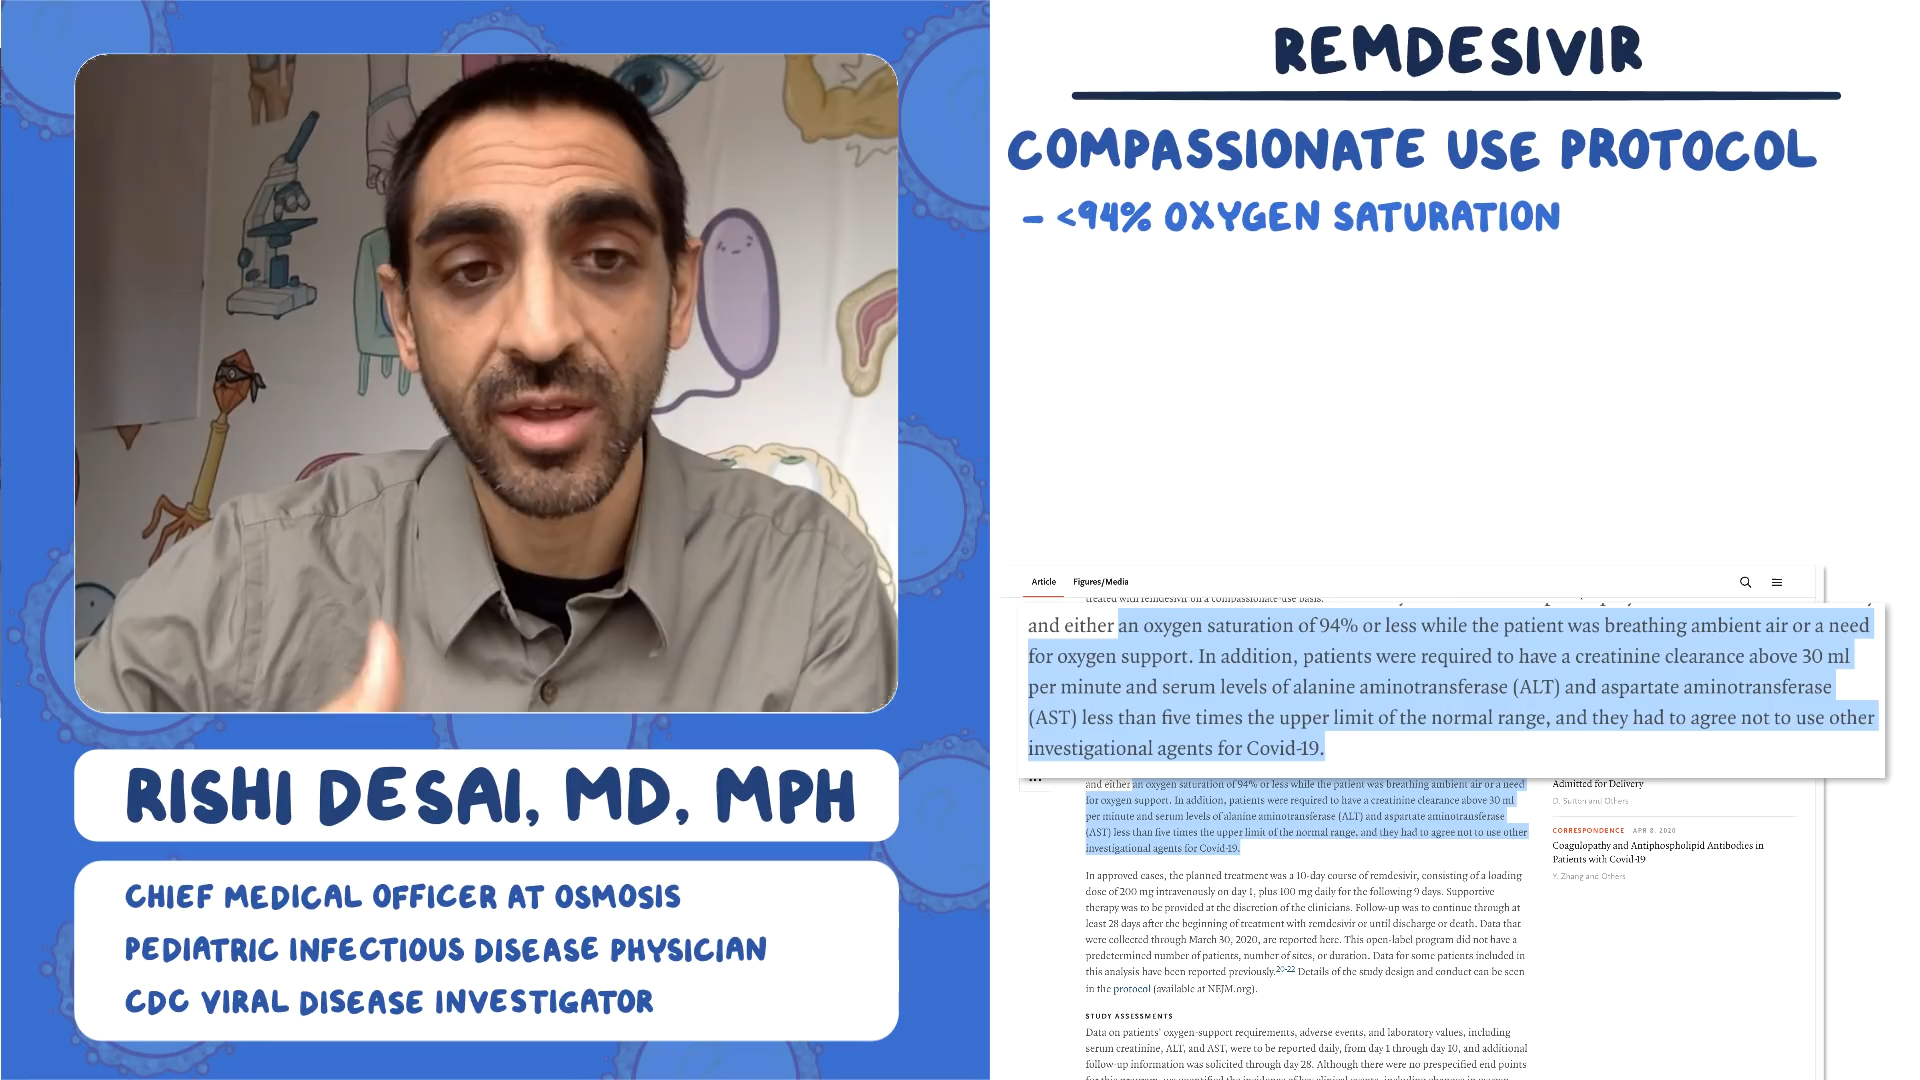 REMDESIVIR
COMPASSIONATE USE PROTOCOL
- <94% OXYGEN SATURATION
RISHI DESAI, MD, MPH
CHIEF MEDICAL OFFICER AT OSMOSIS
PEDIATRIC INFECTIOUS DISEASE PHYSICIAN
CDC VIRAL DISEASE INVESTIGATOR
Article Figures/Media
treated with remdesivir on a compassionate-use basis.
and either an oxygen saturation of 94% or less while the patient was breathing ambient air or a need
for oxygen support. In addition, patients were required to have a creatinine clearance above 30 ml
per minute and serum levels of alanine aminotransferase (ALT) and aspartate aminotransferase
(AST) less than five times the upper limit of the normal range, and they had to agree not to use other
investigational agents for Covid-19.
and either an oxygen saturation of 94% or less while the patient was breathing ambient air or a need
for oxygen support. In addition, patients were required to have a creatinine clearance above 30 ml
per minute and serum levels of alanine aminotransferase (ALT) and aspartate aminotransferase
(AST) less than five times the upper limit of the normal range, and they had to agree not to use other
investigational agents for Covid-19.
In approved cases, the planned treatment was a 10-day course of remdesivir, consisting of a loading
dose of 200 mg intravenously on day 1, plus 100 mg daily for the following 9 days. Supportive
therapy was to be provided at the discretion of the clinicians. Follow-up was to continue through at
least 28 days after the beginning of treatment with remdesivir or until discharge or death. Data that
were collected through March 30, 2020, are reported here. This open-label program did not have a
predetermined number of patients, number of sites, or duration. Data for some patients included in
this analysis have been reported previously.20-22 Details of the study design and conduct can be seen
in the protocol (available at NEJM.org).
STUDY ASSESSMENTS
Data on patients' oxygen-support requirements, adverse events, and laboratory values, including
serum creatinine, ALT, and AST, were to be reported daily, from day 1 through day 10, and additional
follow-up information was solicited through day 28. Although there were no prespecified end points
Admitted for Delivery
D. Sutton and Others
CORRESPONDENCE APR 8, 2020
Coagulopathy and Antiphospholipid Antibodies in
Patients with Covid-19
Y. Zhang and Others